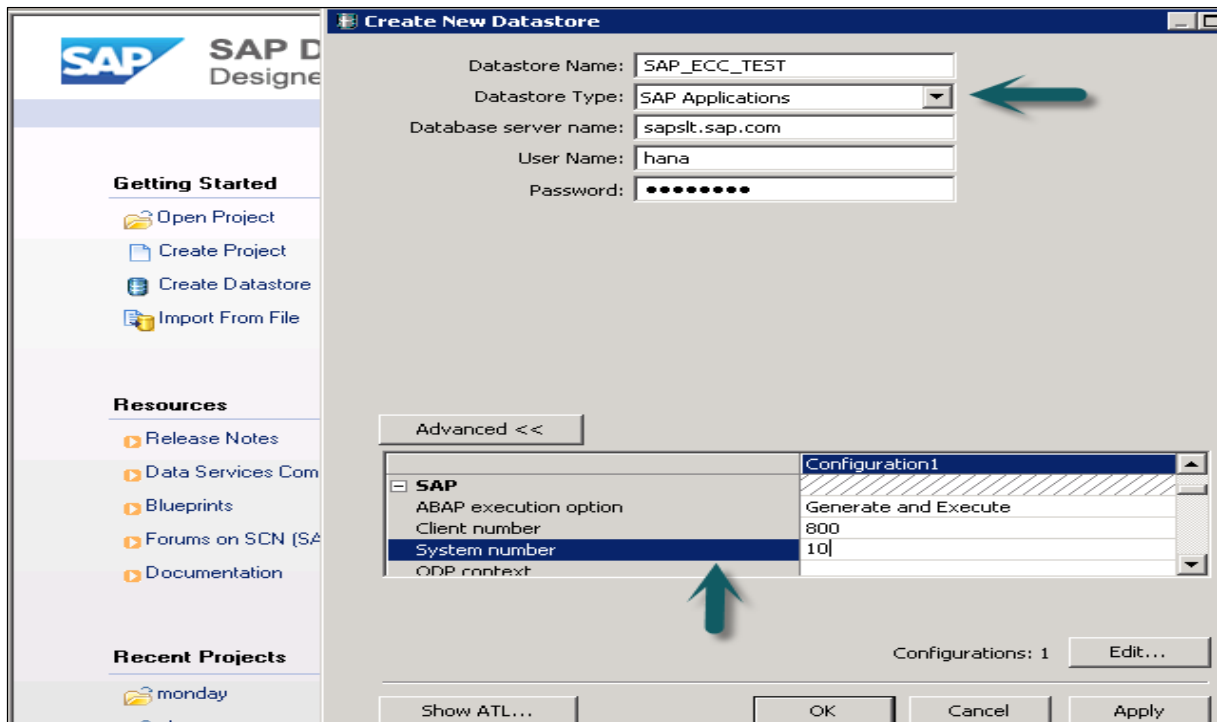 SAP
SAP D
Designe
Getting Started
Open Project
Create Project
Create Datastore
Import From File
Resources
Release Notes
Data Services Com
Blueprints
Forums on SCN (SA
Documentation
Recent Projects
monday
Create New Datastore
Datastore Name: SAP_ECC_TEST
Datastore Type: SAP Applications
Database server name: sapslt.sap.com
User Name: hana
Password: ●●●●●●●●
Advanced <<
Configuration1
SAP
ABAP execution option Generate and Execute
Client number 800
System number 10
ODP context
Configurations: 1 Edit...
Show ATL... OK Cancel Apply